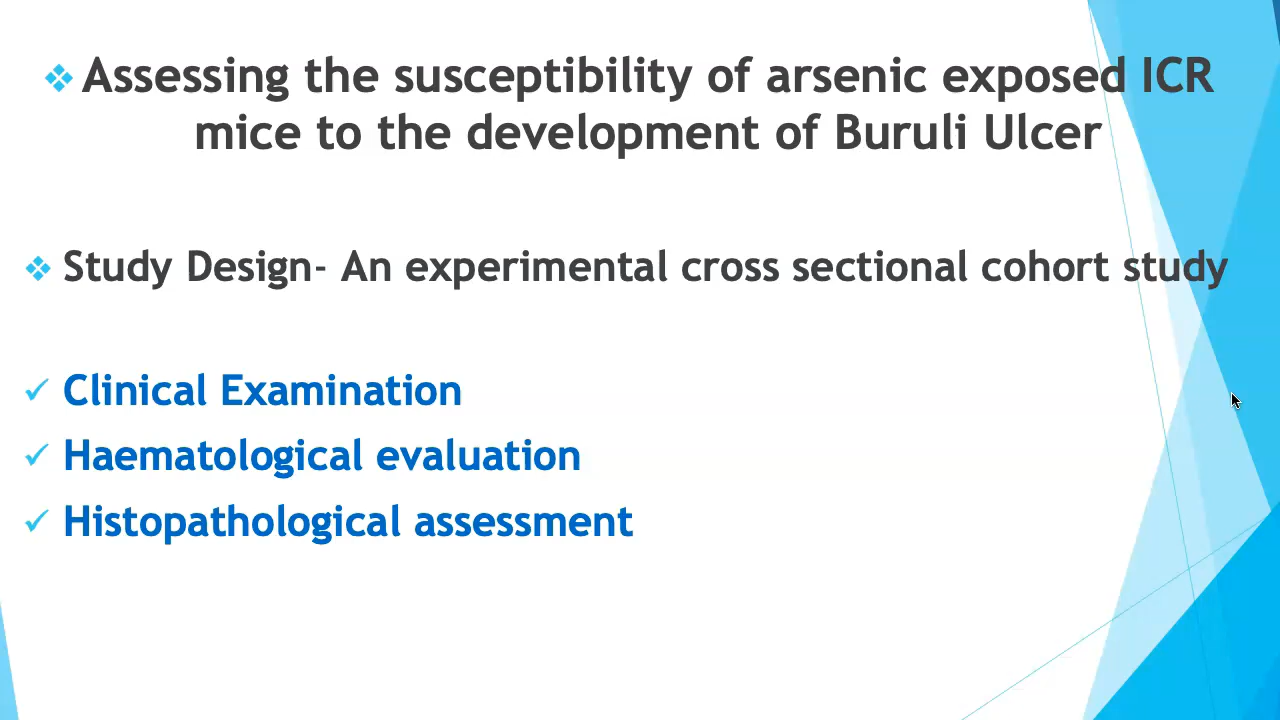 Assessing the susceptibility of arsenic exposed ICR
mice to the development of Buruli Ulcer
Study Design- An experimental cross sectional cohort study
Clinical Examination
Haematological evaluation
Histopathological assessment